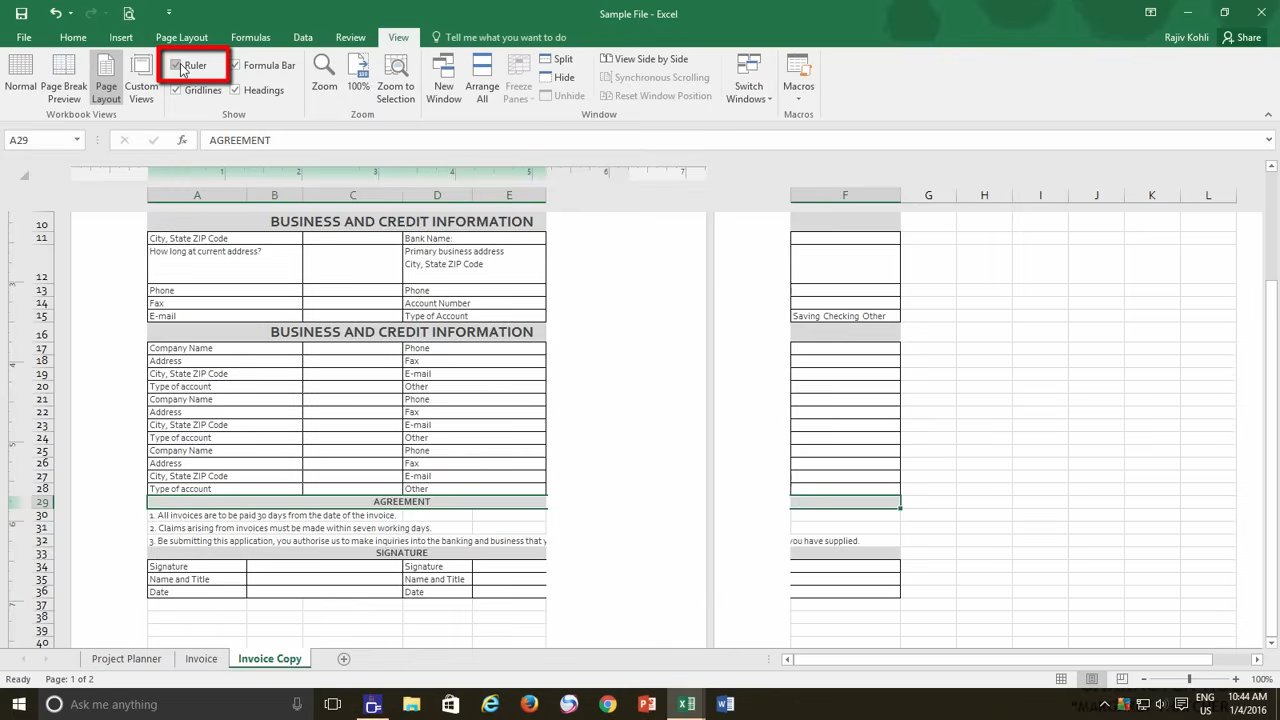 Sample File - Excel
File Home Insert Page Layout Formulas Data Review View Tell me what you want to do Rajiv Kohli Share
Normal Page Break Preview Page Layout Custom Views
Workbook Views
Ruler Formula Bar
Gridlines Headings
Show
Zoom 100% Zoom to Selection
Zoom
New Window Arrange All Freeze Panes
Split View Side by Side
Hide Synchronous Scrolling
Unhide Reset Window Position
Switch Windows
Window
Macros
Macros
A29 fx AGREEMENT
1 2 3 4 5 6 7
A B C D E F G H I J K L
10 BUSINESS AND CREDIT INFORMATION
11 City, State ZIP Code Bank Name:
How long at current address? Primary business address
12 City, State ZIP Code
13 Phone Phone
14 Fax Account Number
15 E-mail Type of Account Saving Checking Other
16 BUSINESS AND CREDIT INFORMATION
17 Company Name Phone
18 Address Fax
19 City, State ZIP Code E-mail
20 Type of account Other
21 Company Name Phone
22 Address Fax
23 City, State ZIP Code E-mail
24 Type of account Other
25 Company Name Phone
26 Address Fax
27 City, State ZIP Code E-mail
28 Type of account Other
29 AGREEMENT
30 1. All invoices are to be paid 30 days from the date of the invoice.
31 2. Claims arising from invoices must be made within seven working days.
32 3. Be submitting this application, you authorise us to make inquiries into the banking and business that y ou have supplied.
33 SIGNATURE
34 Signature Signature
35 Name and Title Name and Title
36 Date Date
37
38
39
40
Project Planner Invoice Invoice Copy
Ready Page: 1 of 2 100%
Ask me anything ENG US 10:44 AM 1/4/2016